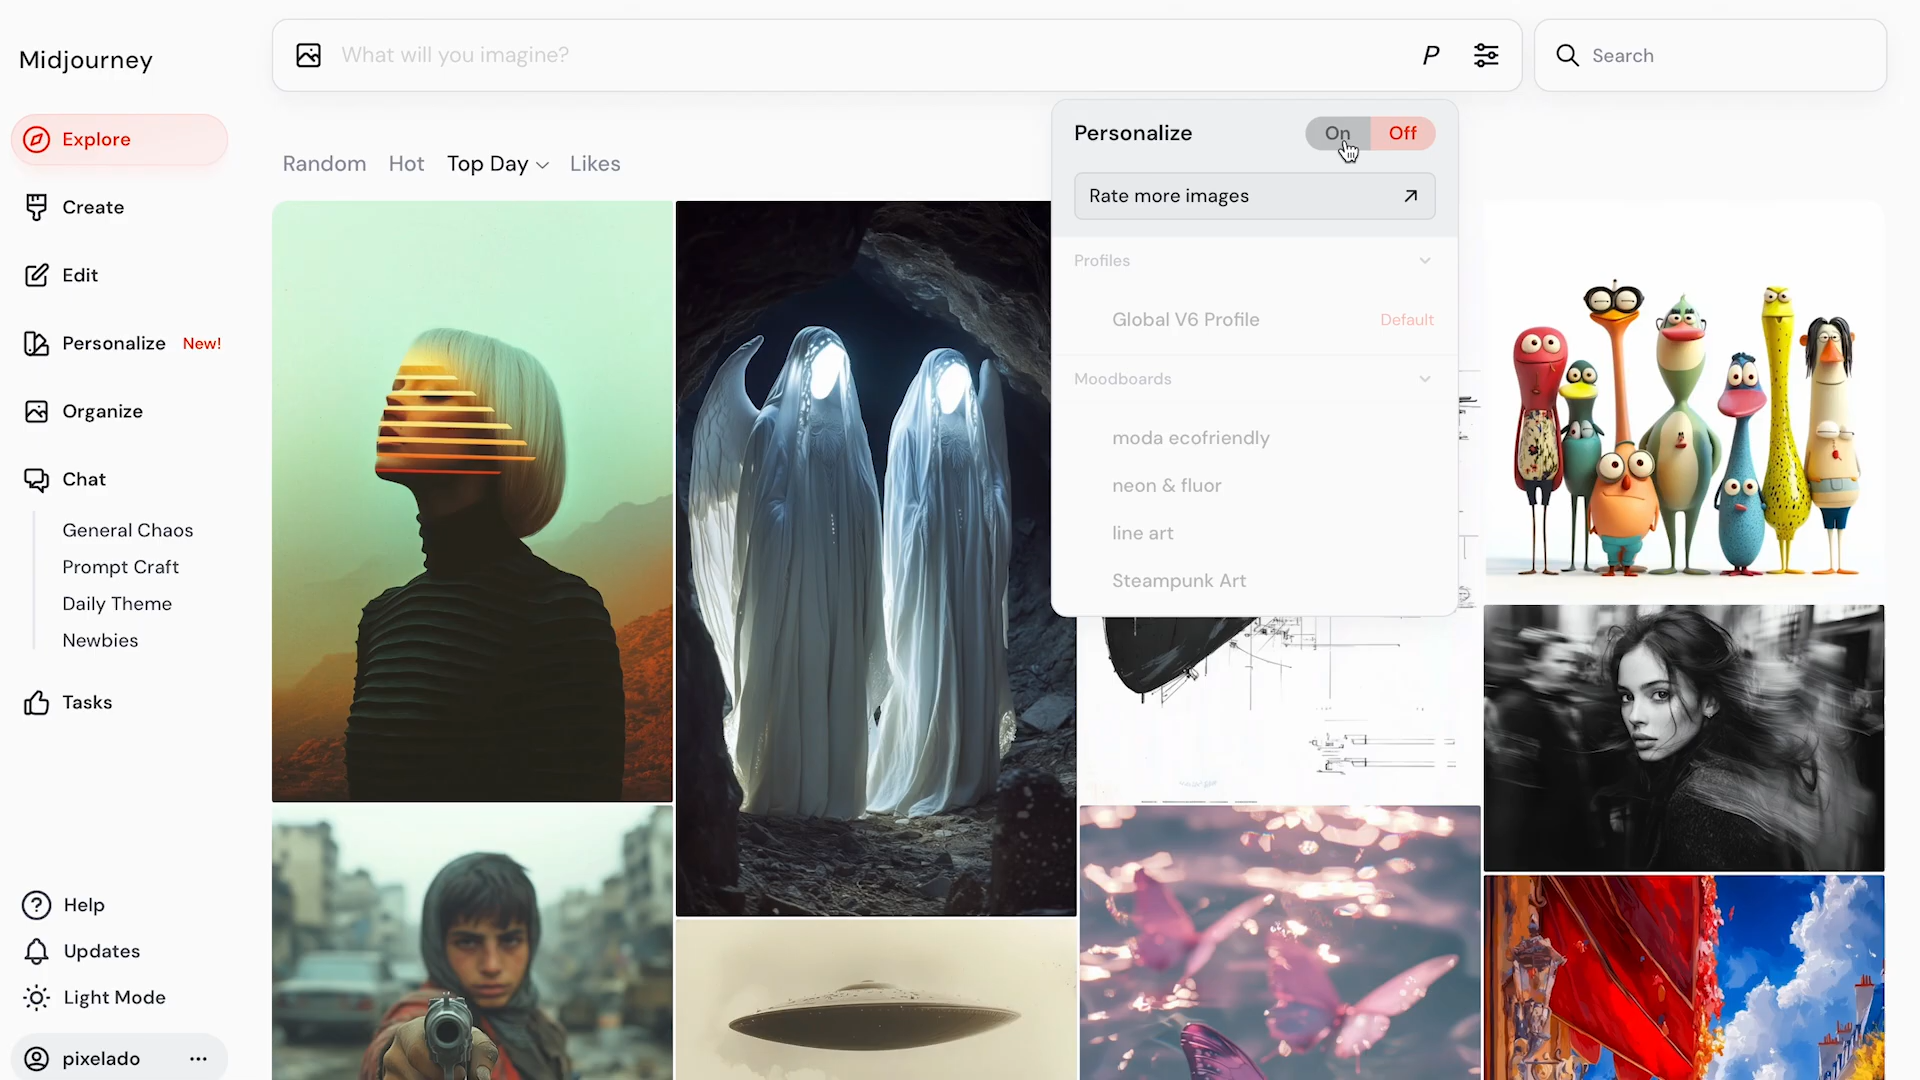 Midjourney
What will you imagine?
P
Search
Explore
Create
Edit
Personalize New!
Organize
Chat
General Chaos
Prompt Craft
Daily Theme
Newbies
Tasks
Help
Updates
Light Mode
pixelado
Random Hot Top Day Likes
Personalize On Off
Rate more images
Profiles
Global V6 Profile Default
Moodboards
moda ecofriendly
neon & fluor
line art
Steampunk Art